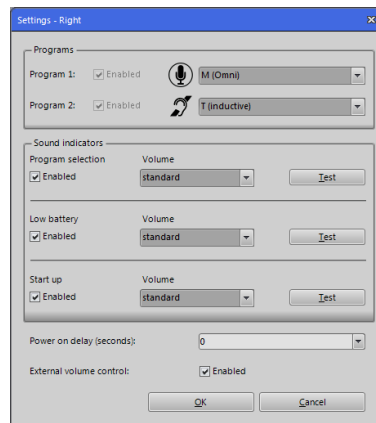 Settings - Right
Programs
Program 1: Enabled M (Omni)
Program 2: Enabled T (inductive)
Sound indicators
Program selection Volume
Enabled standard Test
Low battery Volume
Enabled standard Test
Start up Volume
Enabled standard Test
Power on delay (seconds): 0
External volume control: Enabled
OK Cancel